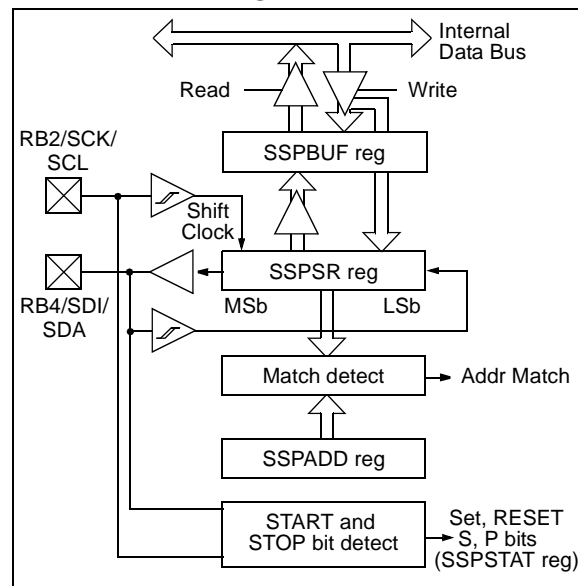 Internal
Data Bus
Read
Write
RB2/SCK/
SCL
SSPBUF reg
Shift
Clock
SSPSR reg
MSb
LSb
RB4/SDI/
SDA
Match detect
Addr Match
SSPADD reg
START and
STOP bit detect
Set, RESET
S, P bits
(SSPSTAT reg)